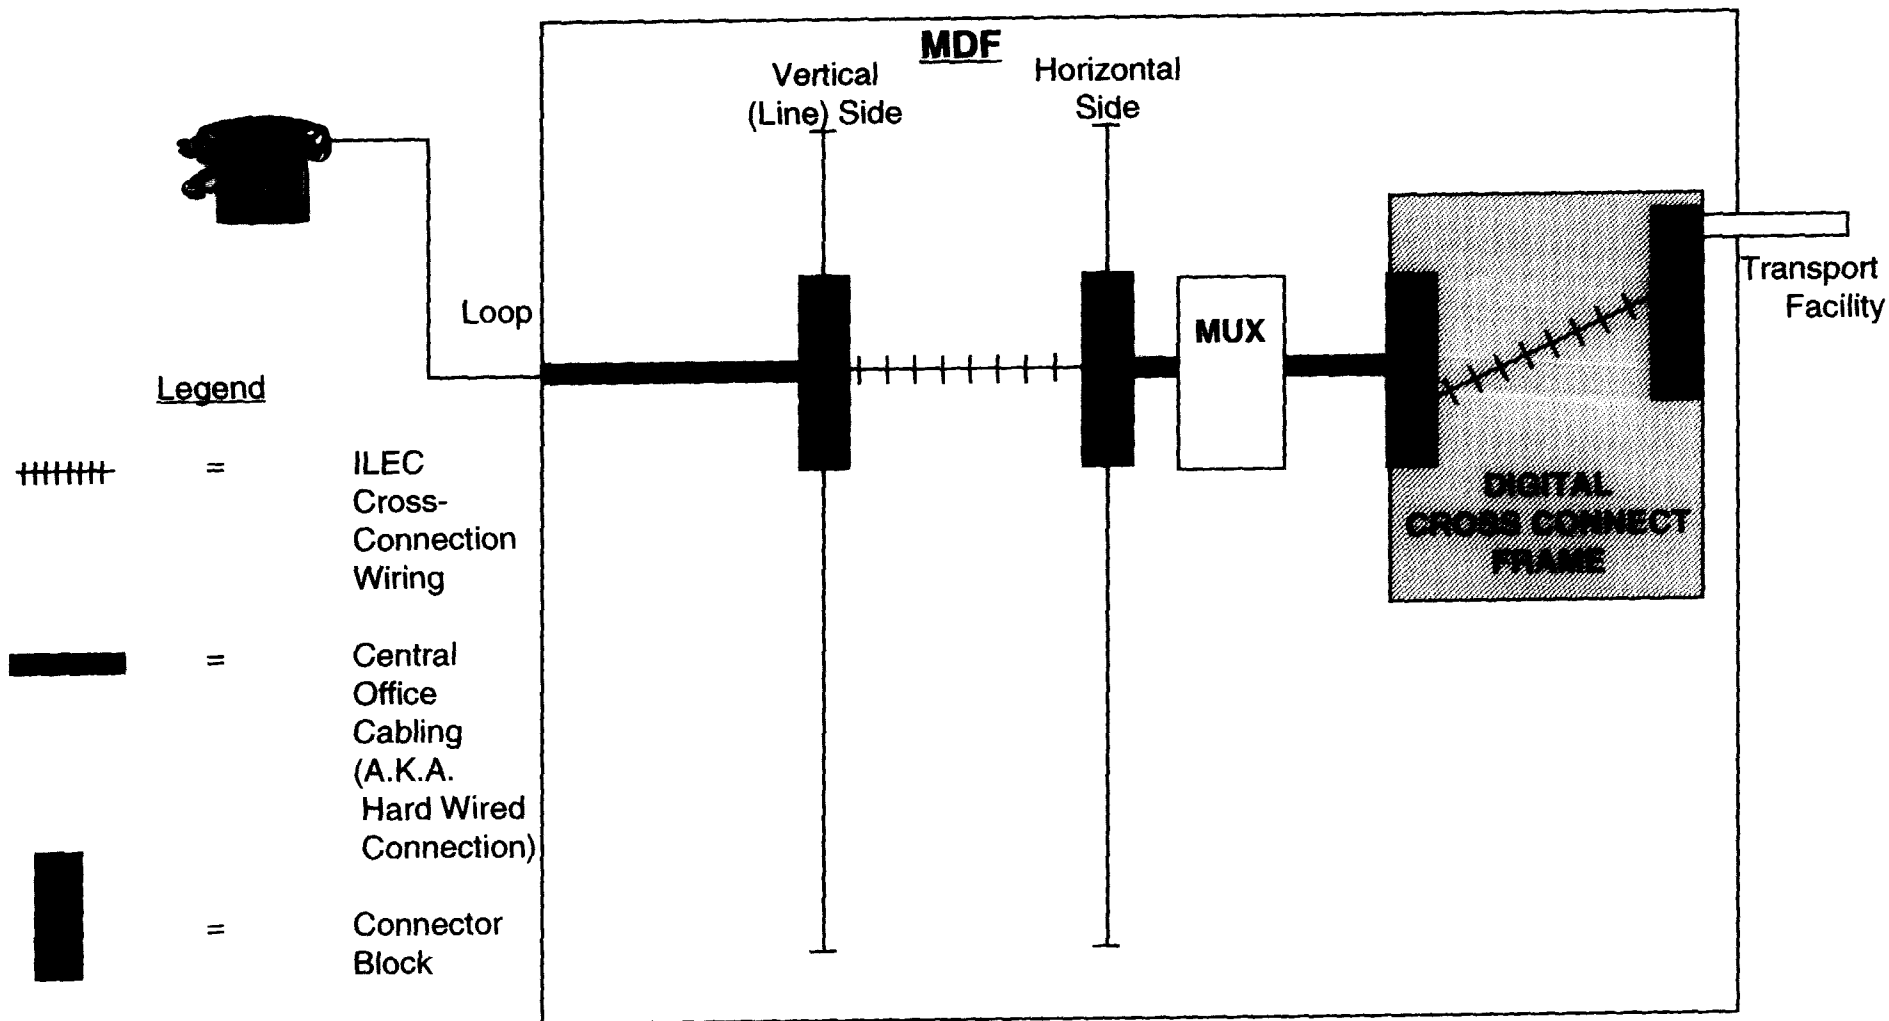 MDF
Vertical
(Line) Side
Horizontal
Side
Loop
MUX
Transport
Facility
DIGITAL
CROSS CONNECT
FRAME
Legend
=
ILEC
Cross-
Connection
Wiring
=
Central
Office
Cabling
(A.K.A.
Hard Wired
Connection)
=
Connector
Block